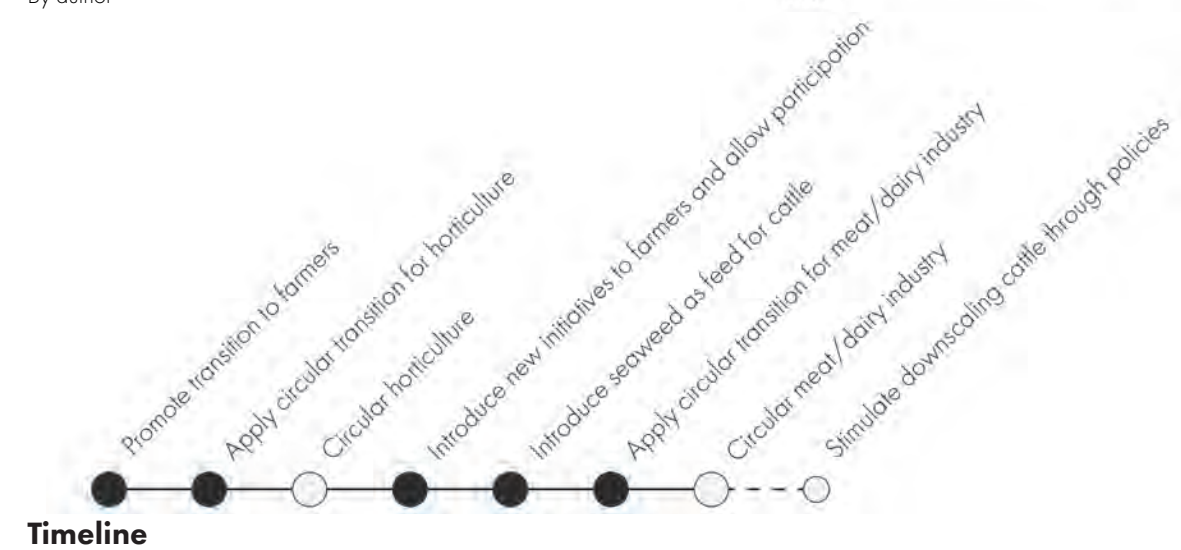 By author
Promote transition to farmers
Apply circular transition for horticulture
Circular horticulture
Introduce new initiatives to farmers and allow participation
Introduce seaweed as feed for cattle
Apply circular transition for meat/dairy industry
Circular meat/dairy industry
Stimulate downscaling cattle through policies
Timeline